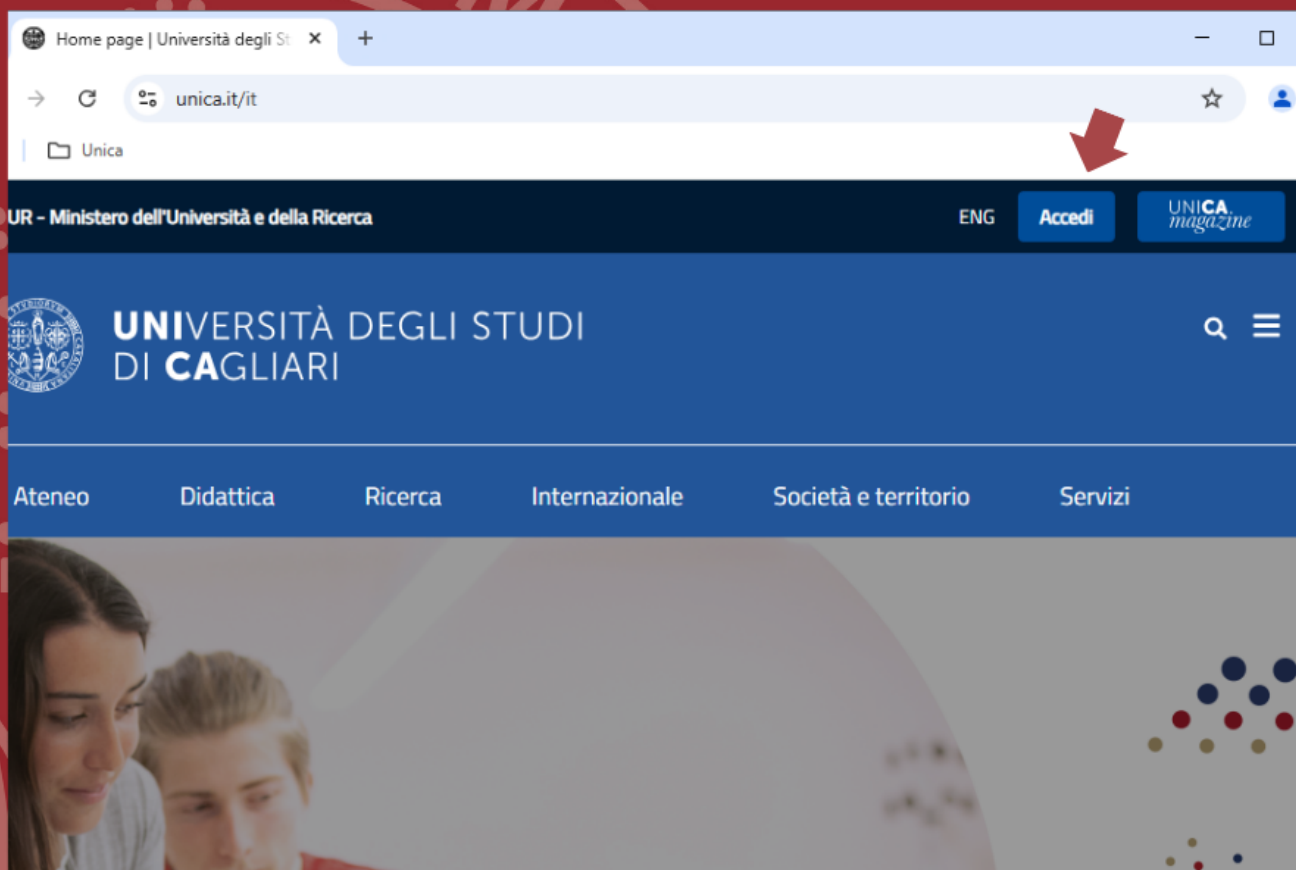 Home page | Università degli St
unica.it/it
Unica
UR - Ministero dell'Università e della Ricerca
ENG
Accedi
UNICA.
magazine
UNIVERSITÀ DEGLI STUDI
DI CAGLIARI
Ateneo
Didattica
Ricerca
Internazionale
Società e territorio
Servizi